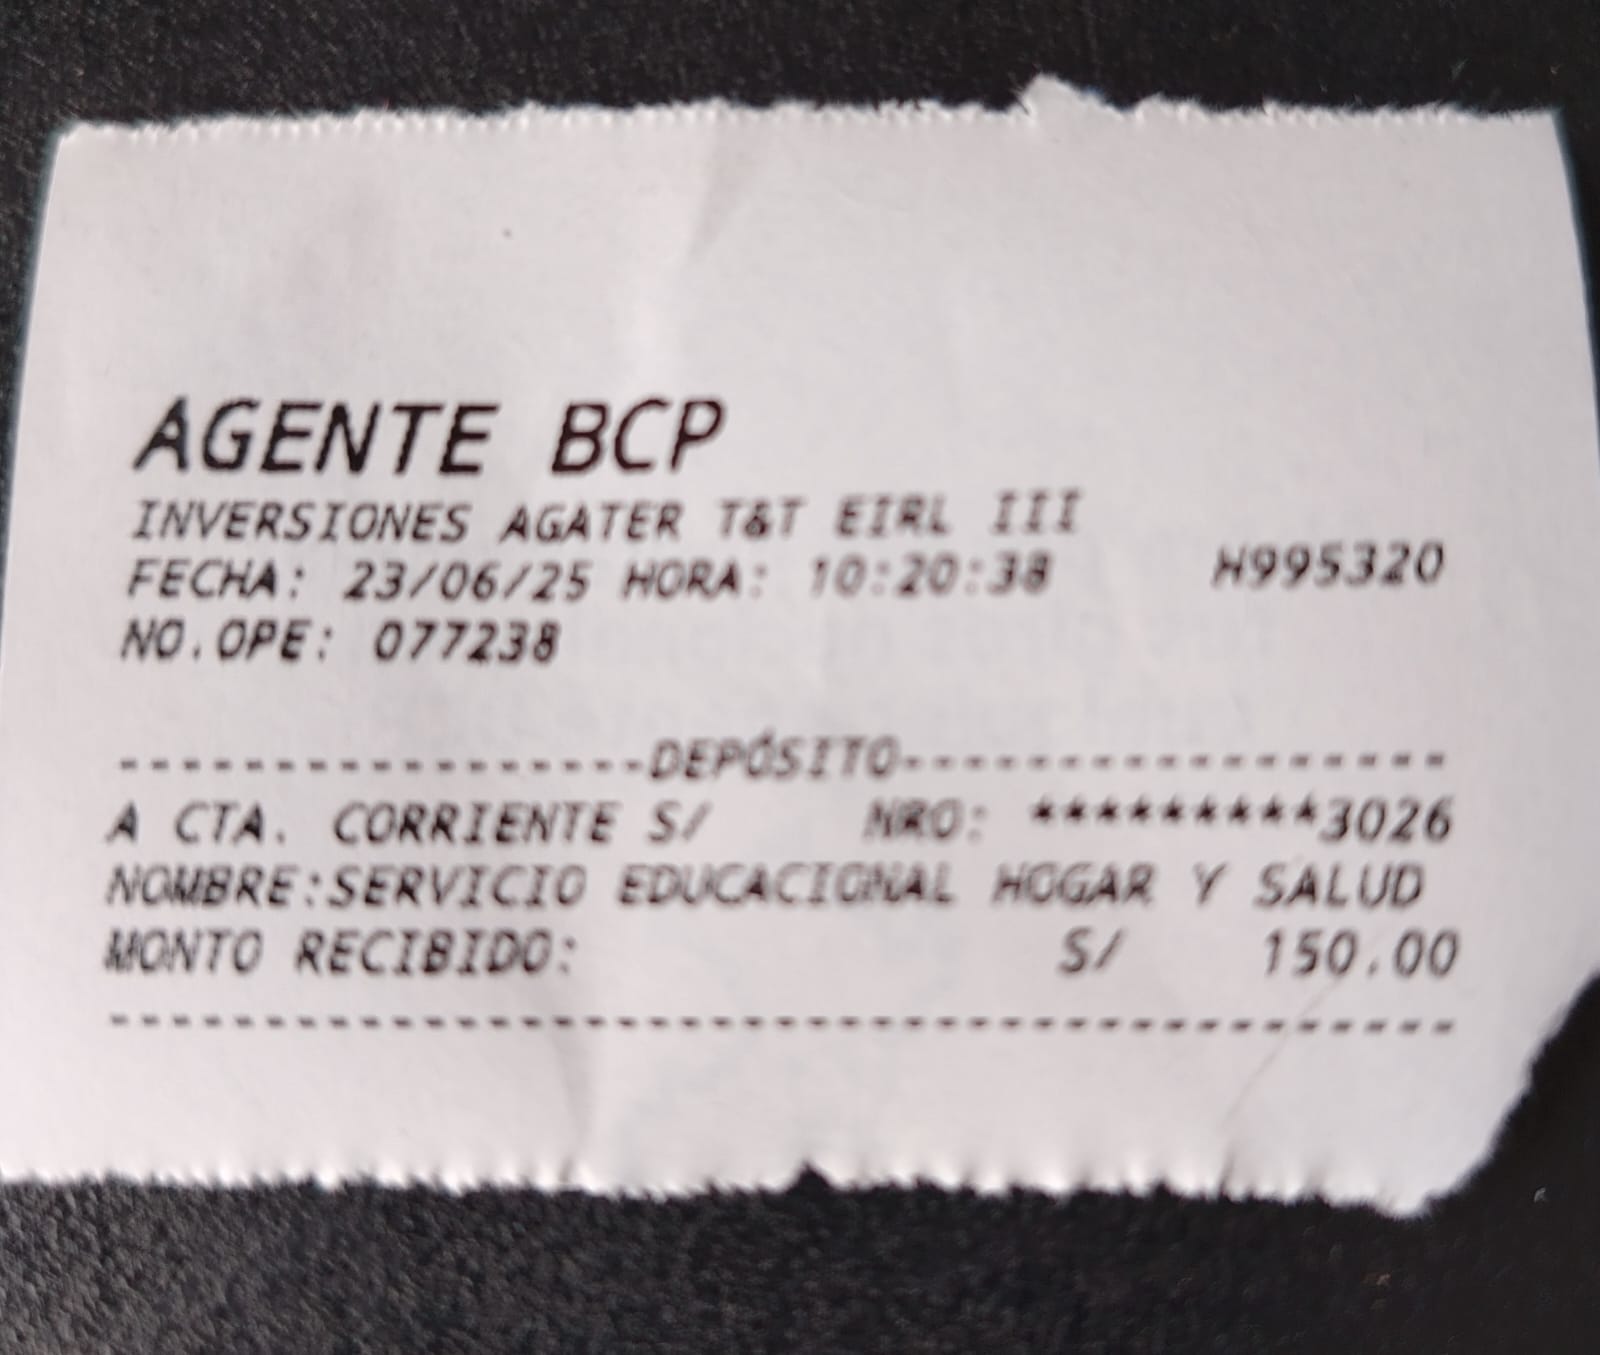 AGENTE BCP
INVERSIONES AGATER T&T EIRL III
FECHA: 23/06/25 HORA: 10:20:38 H995320
NO.OPE: 077238
-----------------DEPÓSITO-----------------
A CTA. CORRIENTE S/ NRO: *********3026
NOMBRE:SERVICIO EDUCACIONAL HOGAR Y SALUD
MONTO RECIBIDO: S/ 150.00
-------------------------------------------